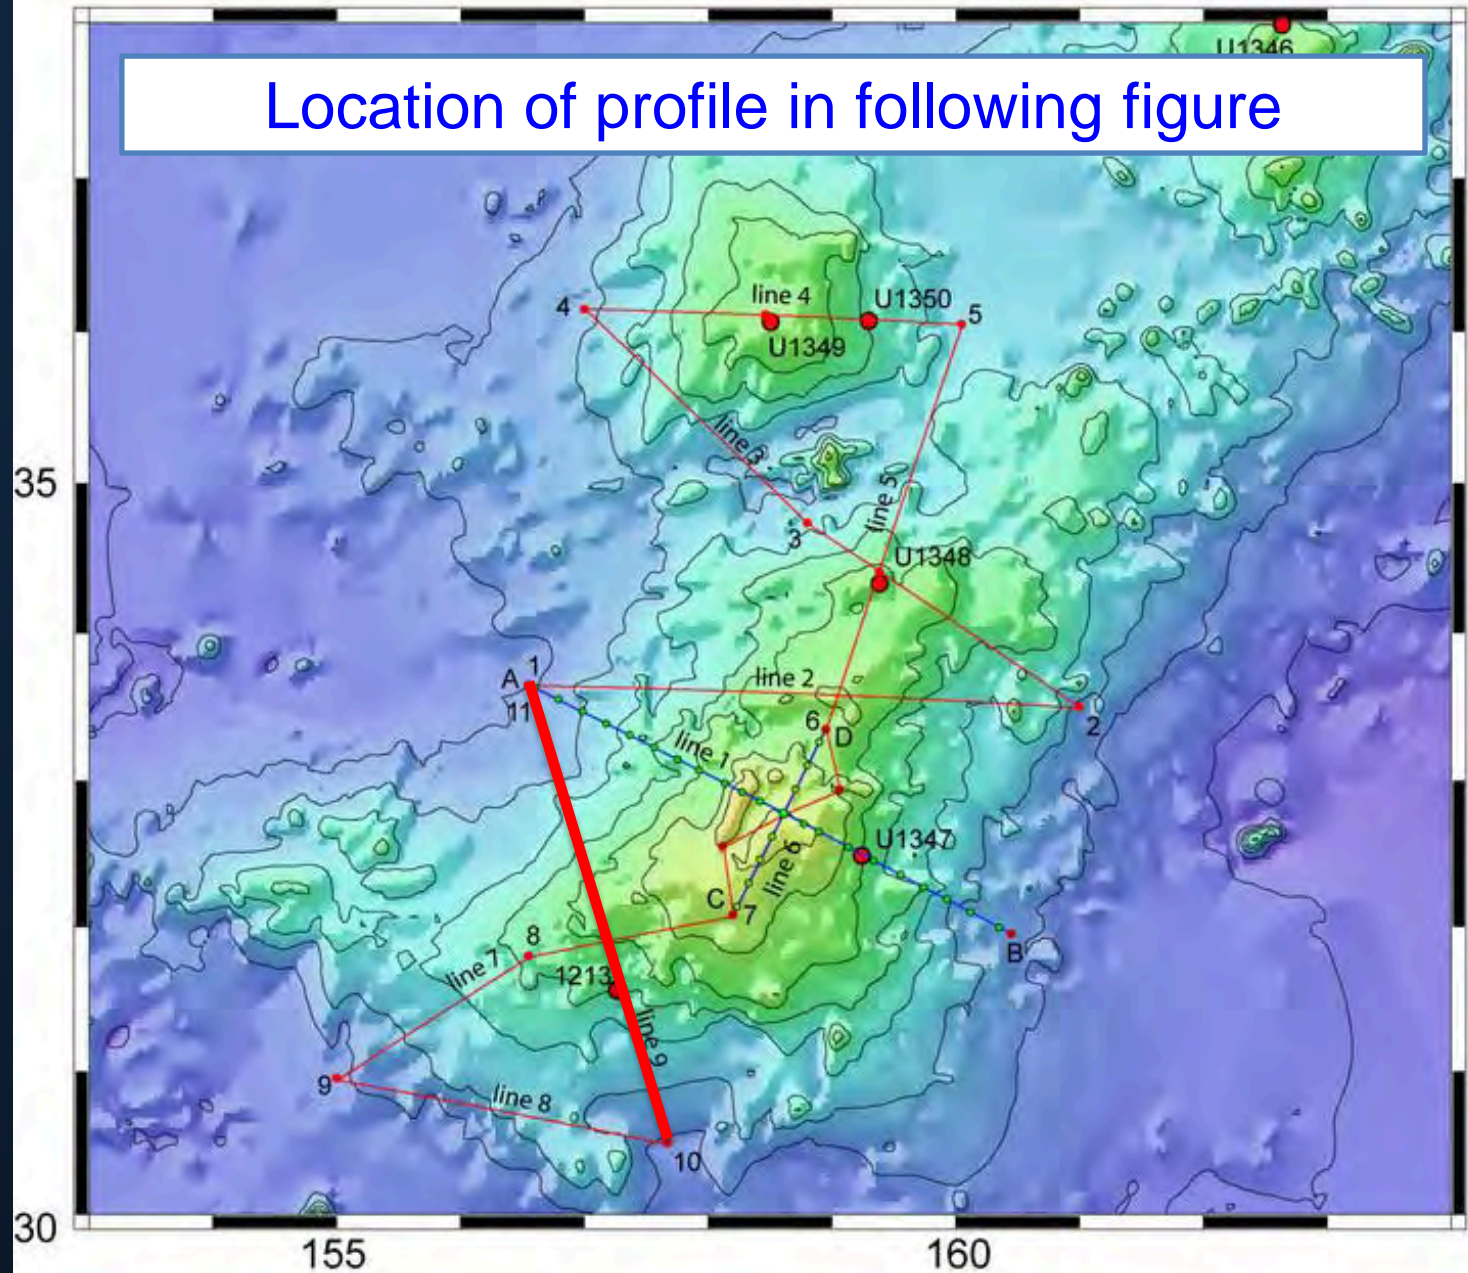 U1346
Location of profile in following figure
4
line 4
U1350
5
U1349
line 3
35
line 5
3
U1348
A
1
line 2
11
2
6
D
line 1
U1347
line 6
C
7
8
B
line 7
1213
line 9
9
line 8
10
30
155
160